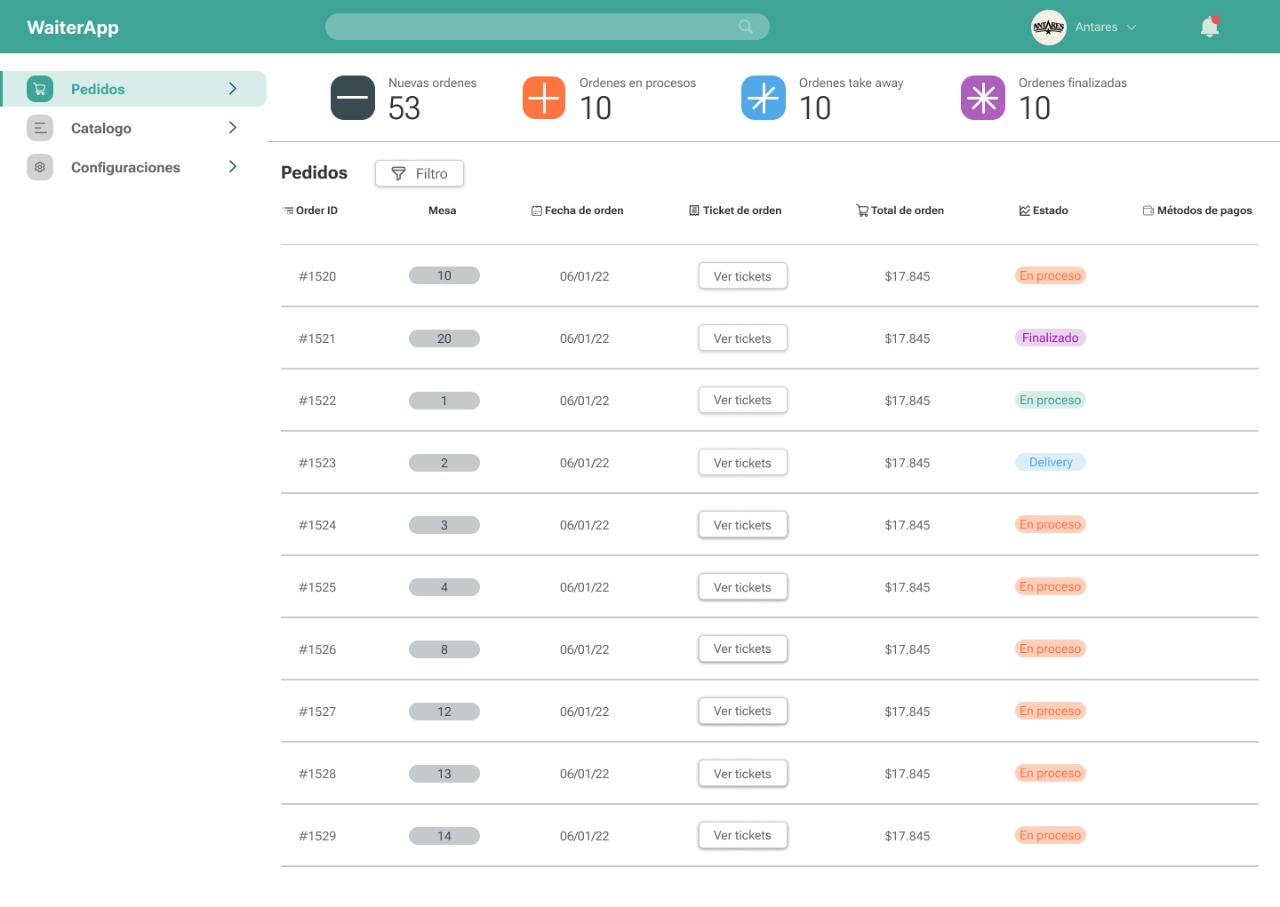 WaiterApp
ANTARES
Antares
Pedidos
Catalogo
Configuraciones
Nuevas ordenes
53
Ordenes en procesos
10
Ordenes take away
10
Ordenes finalizadas
10
Pedidos
Filtro
Order ID Mesa Fecha de orden Ticket de orden Total de orden Estado Métodos de pagos
#1520 10 06/01/22 Ver tickets $17.845 En proceso
#1521 20 06/01/22 Ver tickets $17.845 Finalizado
#1522 1 06/01/22 Ver tickets $17.845 En proceso
#1523 2 06/01/22 Ver tickets $17.845 Delivery
#1524 3 06/01/22 Ver tickets $17.845 En proceso
#1525 4 06/01/22 Ver tickets $17.845 En proceso
#1526 8 06/01/22 Ver tickets $17.845 En proceso
#1527 12 06/01/22 Ver tickets $17.845 En proceso
#1528 13 06/01/22 Ver tickets $17.845 En proceso
#1529 14 06/01/22 Ver tickets $17.845 En proceso